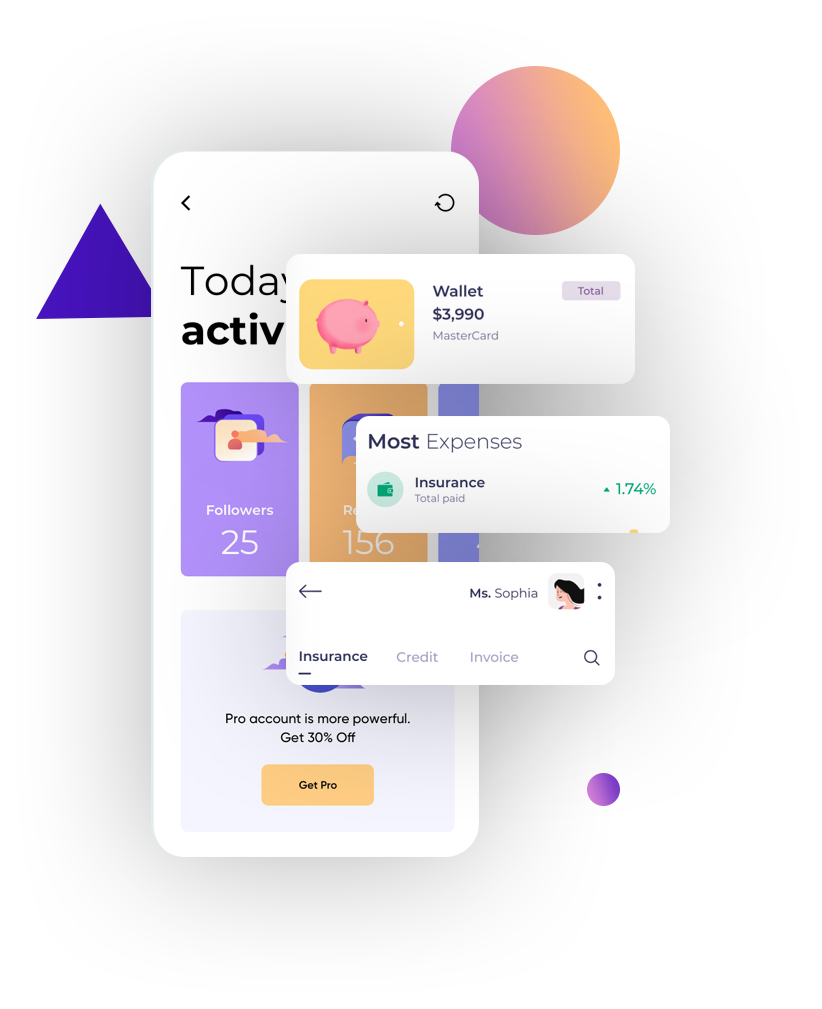 Today
activ
Wallet
Total
$3,990
MasterCard
Most Expenses
Insurance
Total paid
1.74%
Followers
Re
25
156
Ms. Sophia
Insurance
Credit
Invoice
Pro account is more powerful.
Get 30% Off
Get Pro